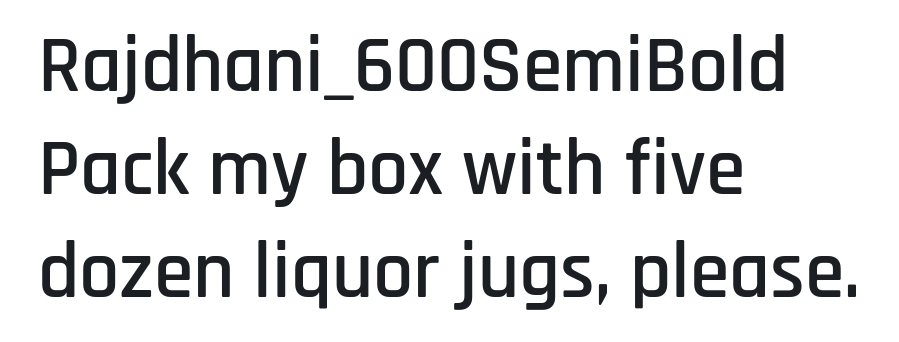 Rajdhani_600SemiBold
Pack my box with five
dozen liquor jugs, please.